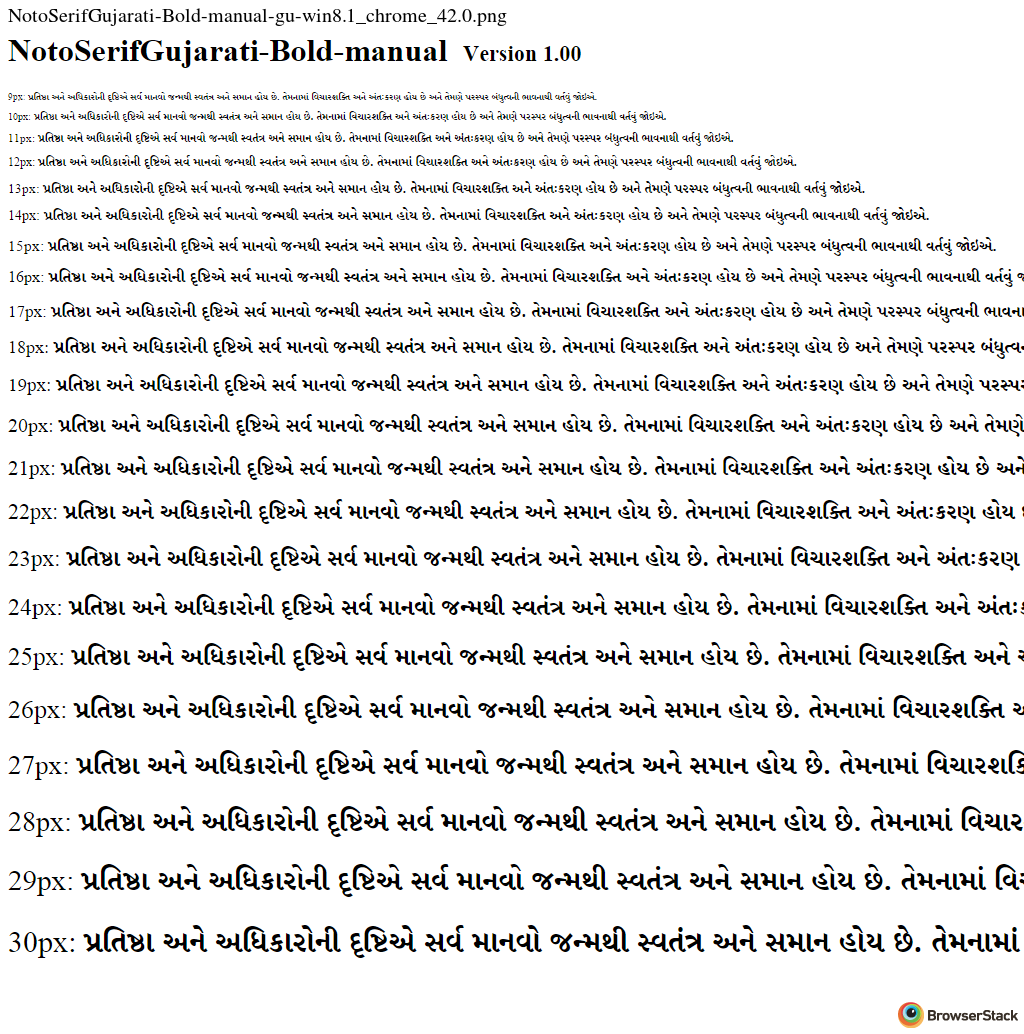 NotoSerifGujarati-Bold-manual-gu-win8.1_chrome_42.0.png
NotoSerifGujarati-Bold-manual Version 1.00
9px: પ્રતિષ્ઠા અને અધિકારોની દૃષ્ટિએ સર્વ માનવો જન્મથી સ્વતંત્ર અને સમાન હોય છે. તેમનામાં વિચારશક્તિ અને અંતઃકરણ હોય છે અને તેમણે પરસ્પર બંધુત્વની ભાવનાથી વર્તવું જોઇએ.
10px: પ્રતિષ્ઠા અને અધિકારોની દૃષ્ટિએ સર્વ માનવો જન્મથી સ્વતંત્ર અને સમાન હોય છે. તેમનામાં વિચારશક્તિ અને અંતઃકરણ હોય છે અને તેમણે પરસ્પર બંધુત્વની ભાવનાથી વર્તવું જોઇએ.
11px: પ્રતિષ્ઠા અને અધિકારોની દૃષ્ટિએ સર્વ માનવો જન્મથી સ્વતંત્ર અને સમાન હોય છે. તેમનામાં વિચારશક્તિ અને અંતઃકરણ હોય છે અને તેમણે પરસ્પર બંધુત્વની ભાવનાથી વર્તવું જોઇએ.
12px: પ્રતિષ્ઠા અને અધિકારોની દૃષ્ટિએ સર્વ માનવો જન્મથી સ્વતંત્ર અને સમાન હોય છે. તેમનામાં વિચારશક્તિ અને અંતઃકરણ હોય છે અને તેમણે પરસ્પર બંધુત્વની ભાવનાથી વર્તવું જોઇએ.
13px: પ્રતિષ્ઠા અને અધિકારોની દૃષ્ટિએ સર્વ માનવો જન્મથી સ્વતંત્ર અને સમાન હોય છે. તેમનામાં વિચારશક્તિ અને અંતઃકરણ હોય છે અને તેમણે પરસ્પર બંધુત્વની ભાવનાથી વર્તવું જોઇએ.
14px: પ્રતિષ્ઠા અને અધિકારોની દૃષ્ટિએ સર્વ માનવો જન્મથી સ્વતંત્ર અને સમાન હોય છે. તેમનામાં વિચારશક્તિ અને અંતઃકરણ હોય છે અને તેમણે પરસ્પર બંધુત્વની ભાવનાથી વર્તવું જોઇએ.
15px: પ્રતિષ્ઠા અને અધિકારોની દૃષ્ટિએ સર્વ માનવો જન્મથી સ્વતંત્ર અને સમાન હોય છે. તેમનામાં વિચારશક્તિ અને અંતઃકરણ હોય છે અને તેમણે પરસ્પર બંધુત્વની ભાવનાથી વર્તવું જોઇએ.
16px: પ્રતિષ્ઠા અને અધિકારોની દૃષ્ટિએ સર્વ માનવો જન્મથી સ્વતંત્ર અને સમાન હોય છે. તેમનામાં વિચારશક્તિ અને અંતઃકરણ હોય છે અને તેમણે પરસ્પર બંધુત્વની ભાવનાથી વર્તવું
17px: પ્રતિષ્ઠા અને અધિકારોની દૃષ્ટિએ સર્વ માનવો જન્મથી સ્વતંત્ર અને સમાન હોય છે. તેમનામાં વિચારશક્તિ અને અંતઃકરણ હોય છે અને તેમણે પરસ્પર બંધુત્વની ભાવના
18px: પ્રતિષ્ઠા અને અધિકારોની દૃષ્ટિએ સર્વ માનવો જન્મથી સ્વતંત્ર અને સમાન હોય છે. તેમનામાં વિચારશક્તિ અને અંતઃકરણ હોય છે અને તેમણે પરસ્પર
19px: પ્રતિષ્ઠા અને અધિકારોની દૃષ્ટિએ સર્વ માનવો જન્મથી સ્વતંત્ર અને સમાન હોય છે. તેમનામાં વિચારશક્તિ અને અંતઃકરણ હોય છે અને તેમણે
20px: પ્રતિષ્ઠા અને અધિકારોની દૃષ્ટિએ સર્વ માનવો જન્મથી સ્વતંત્ર અને સમાન હોય છે. તેમનામાં વિચારશક્તિ અને અંતઃકરણ હોય છે અને તેમણે
21px: પ્રતિષ્ઠા અને અધિકારોની દૃષ્ટિએ સર્વ માનવો જન્મથી સ્વતંત્ર અને સમાન હોય છે. તેમનામાં વિચારશક્તિ અને અંતઃકરણ હોય છે અને
22px: પ્રતિષ્ઠા અને અધિકારોની દૃષ્ટિએ સર્વ માનવો જન્મથી સ્વતંત્ર અને સમાન હોય છે. તેમનામાં વિચારશક્તિ અને અંતઃકરણ હોય
23px: પ્રતિષ્ઠા અને અધિકારોની દૃષ્ટિએ સર્વ માનવો જન્મથી સ્વતંત્ર અને સમાન હોય છે. તેમનામાં વિચારશક્તિ અને અંતઃકરણ
24px: પ્રતિષ્ઠા અને અધિકારોની દૃષ્ટિએ સર્વ માનવો જન્મથી સ્વતંત્ર અને સમાન હોય છે. તેમનામાં વિચારશક્તિ અને અંતઃ
25px: પ્રતિષ્ઠા અને અધિકારોની દૃષ્ટિએ સર્વ માનવો જન્મથી સ્વતંત્ર અને સમાન હોય છે. તેમનામાં વિચારશક્તિ અને
26px: પ્રતિષ્ઠા અને અધિકારોની દૃષ્ટિએ સર્વ માનવો જન્મથી સ્વતંત્ર અને સમાન હોય છે. તેમનામાં વિચારશક્તિ
27px: પ્રતિષ્ઠા અને અધિકારોની દૃષ્ટિએ સર્વ માનવો જન્મથી સ્વતંત્ર અને સમાન હોય છે. તેમનામાં વિચારશક્તિ
28px: પ્રતિષ્ઠા અને અધિકારોની દૃષ્ટિએ સર્વ માનવો જન્મથી સ્વતંત્ર અને સમાન હોય છે. તેમનામાં વિચાર
29px: પ્રતિષ્ઠા અને અધિકારોની દૃષ્ટિએ સર્વ માનવો જન્મથી સ્વતંત્ર અને સમાન હોય છે. તેમનામાં વિચ
30px: પ્રતિષ્ઠા અને અધિકારોની દૃષ્ટિએ સર્વ માનવો જન્મથી સ્વતંત્ર અને સમાન હોય છે. તેમનામાં
BrowserStack